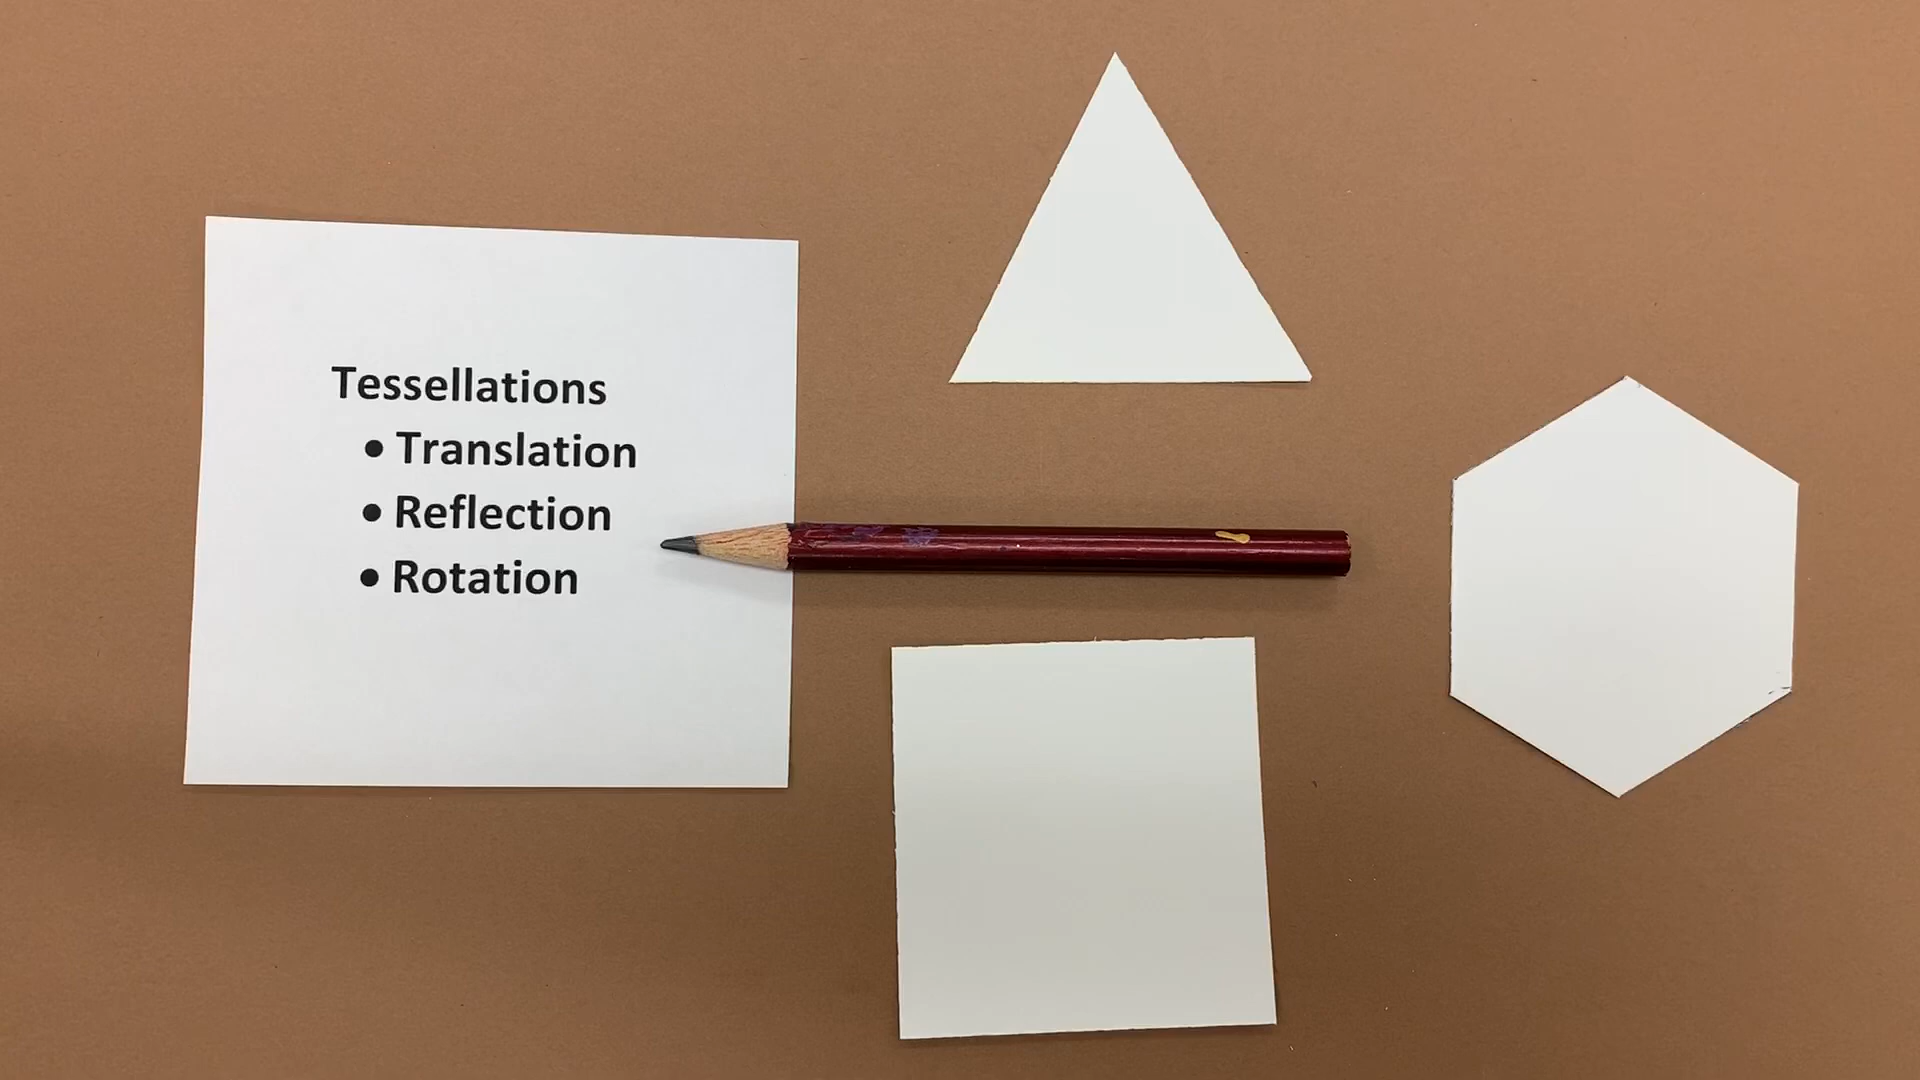 Tessellations
• Translation
• Reflection
• Rotation